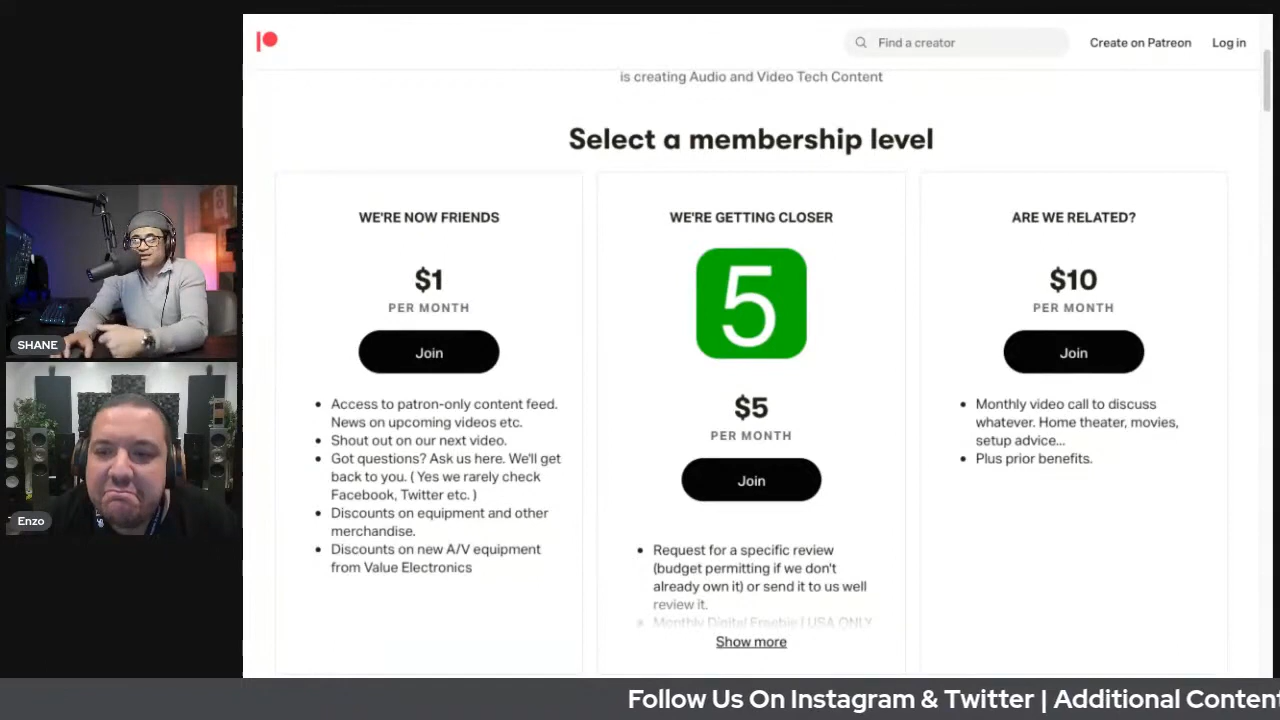 Find a creator
Create on Patreon
Log in
is creating Audio and Video Tech Content
Select a membership level
WE'RE NOW FRIENDS
$1
PER MONTH
Join
Access to patron-only content feed.
News on upcoming videos etc.
Shout out on our next video.
Got questions? Ask us here. We'll get
back to you. ( Yes we rarely check
Facebook, Twitter etc. )
Discounts on equipment and other
merchandise.
Discounts on new A/V equipment
from Value Electronics
WE'RE GETTING CLOSER
5
$5
PER MONTH
Join
Request for a specific review
(budget permitting if we don't
already own it) or send it to us well
review it.
Monthly Digital Freebie | USA ONLY
Show more
ARE WE RELATED?
$10
PER MONTH
Join
Monthly video call to discuss
whatever. Home theater, movies,
setup advice...
Plus prior benefits.
SHANE
Enzo
Follow Us On Instagram & Twitter | Additional Content